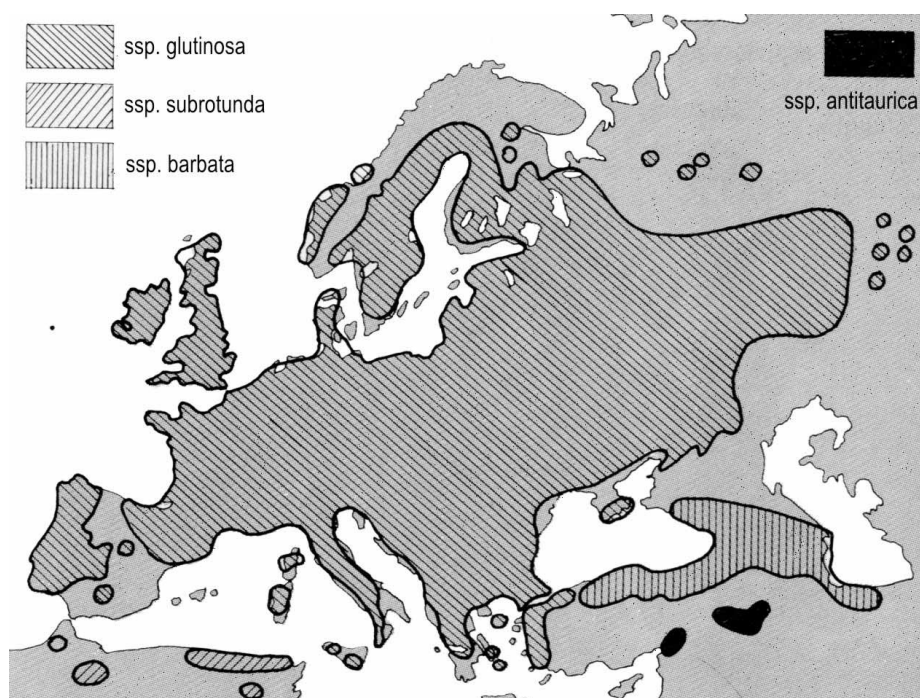 ssp. glutinosa
ssp. subrotunda
ssp. barbata
ssp. antitaurica